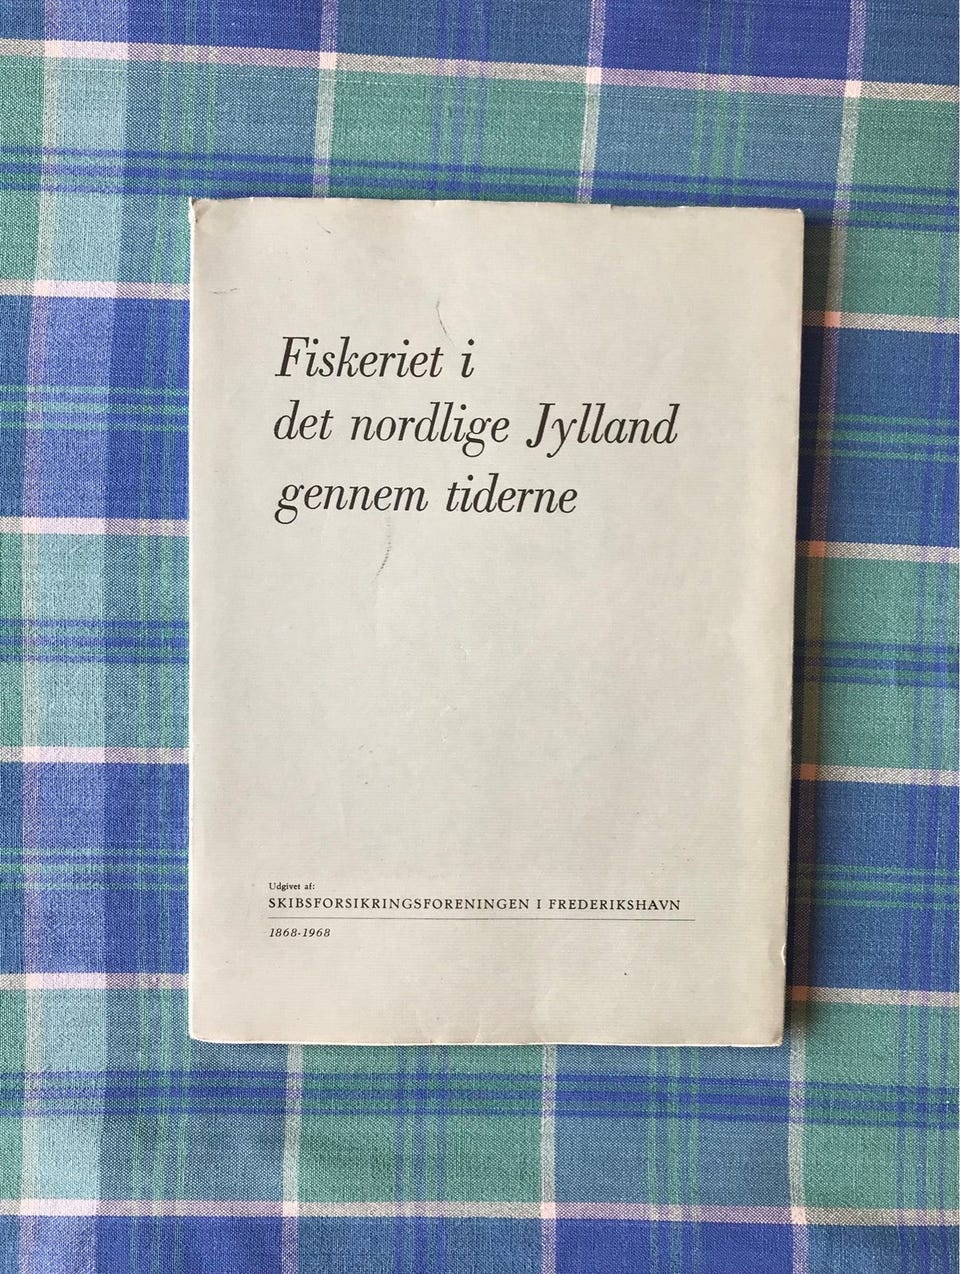 Fiskeriet i
det nordlige Jylland
gennem tiderne
Udgivet af:
SKIBSFORSIKRINGSFORENINGEN I FREDERIKSHAVN
1868-1968